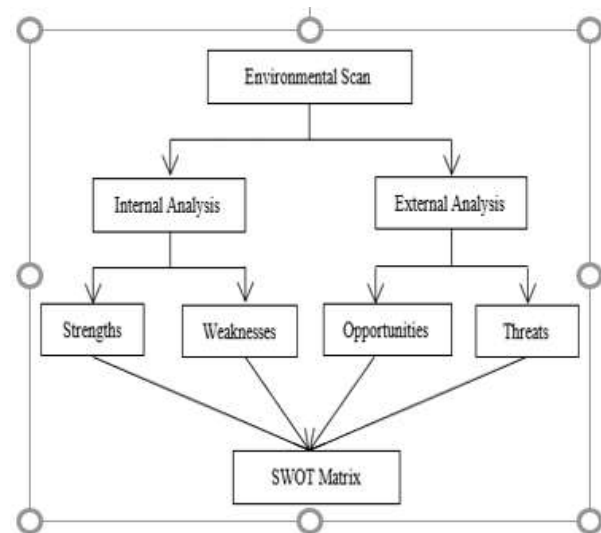 Environmental Scan
Internal Analysis
External Analysis
Strengths
Weaknesses
Opportunities
Threats
SWOT Matrix